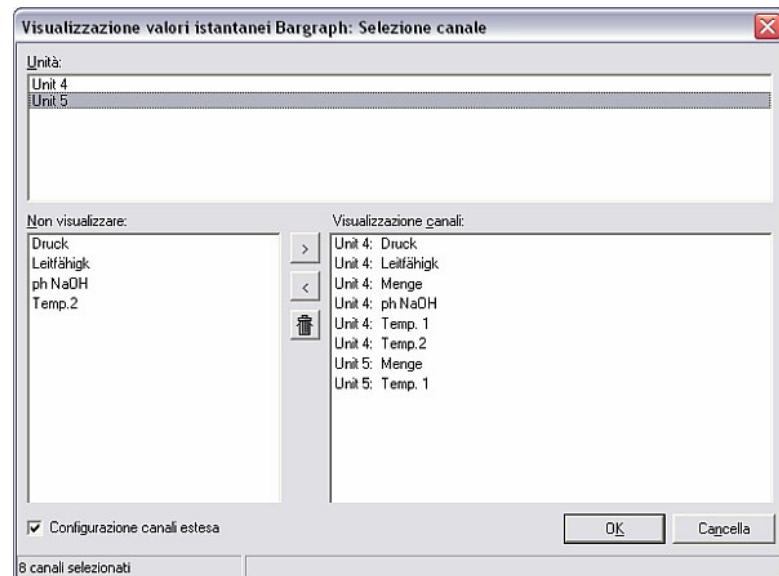 Visualizzazione valori istantanei Bargraph: Selezione canale
Unità:
Unit 4
Unit 5
Non visualizzare:
Druck
Leitfähigk
ph NaOH
Temp.2
>
<
Visualizzazione canali:
Unit 4: Druck
Unit 4: Leitfähigk
Unit 4: Menge
Unit 4: ph NaOH
Unit 4: Temp. 1
Unit 4: Temp.2
Unit 5: Menge
Unit 5: Temp. 1
Configurazione canali estesa
OK
Cancella
8 canali selezionati